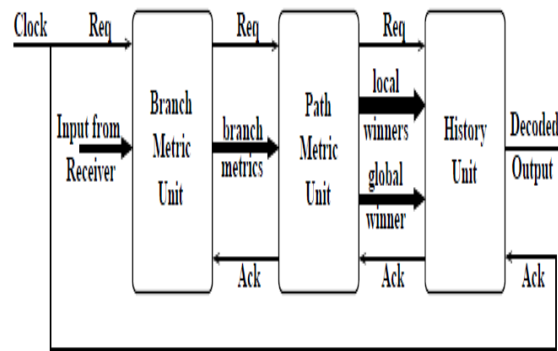 Clock
Req
Req
Req
Input from
Receiver
Branch
Metric
Unit
branch
metrics
Path
Metric
Unit
local
winners
global
winner
History
Unit
Decoded
Output
Ack
Ack
Ack